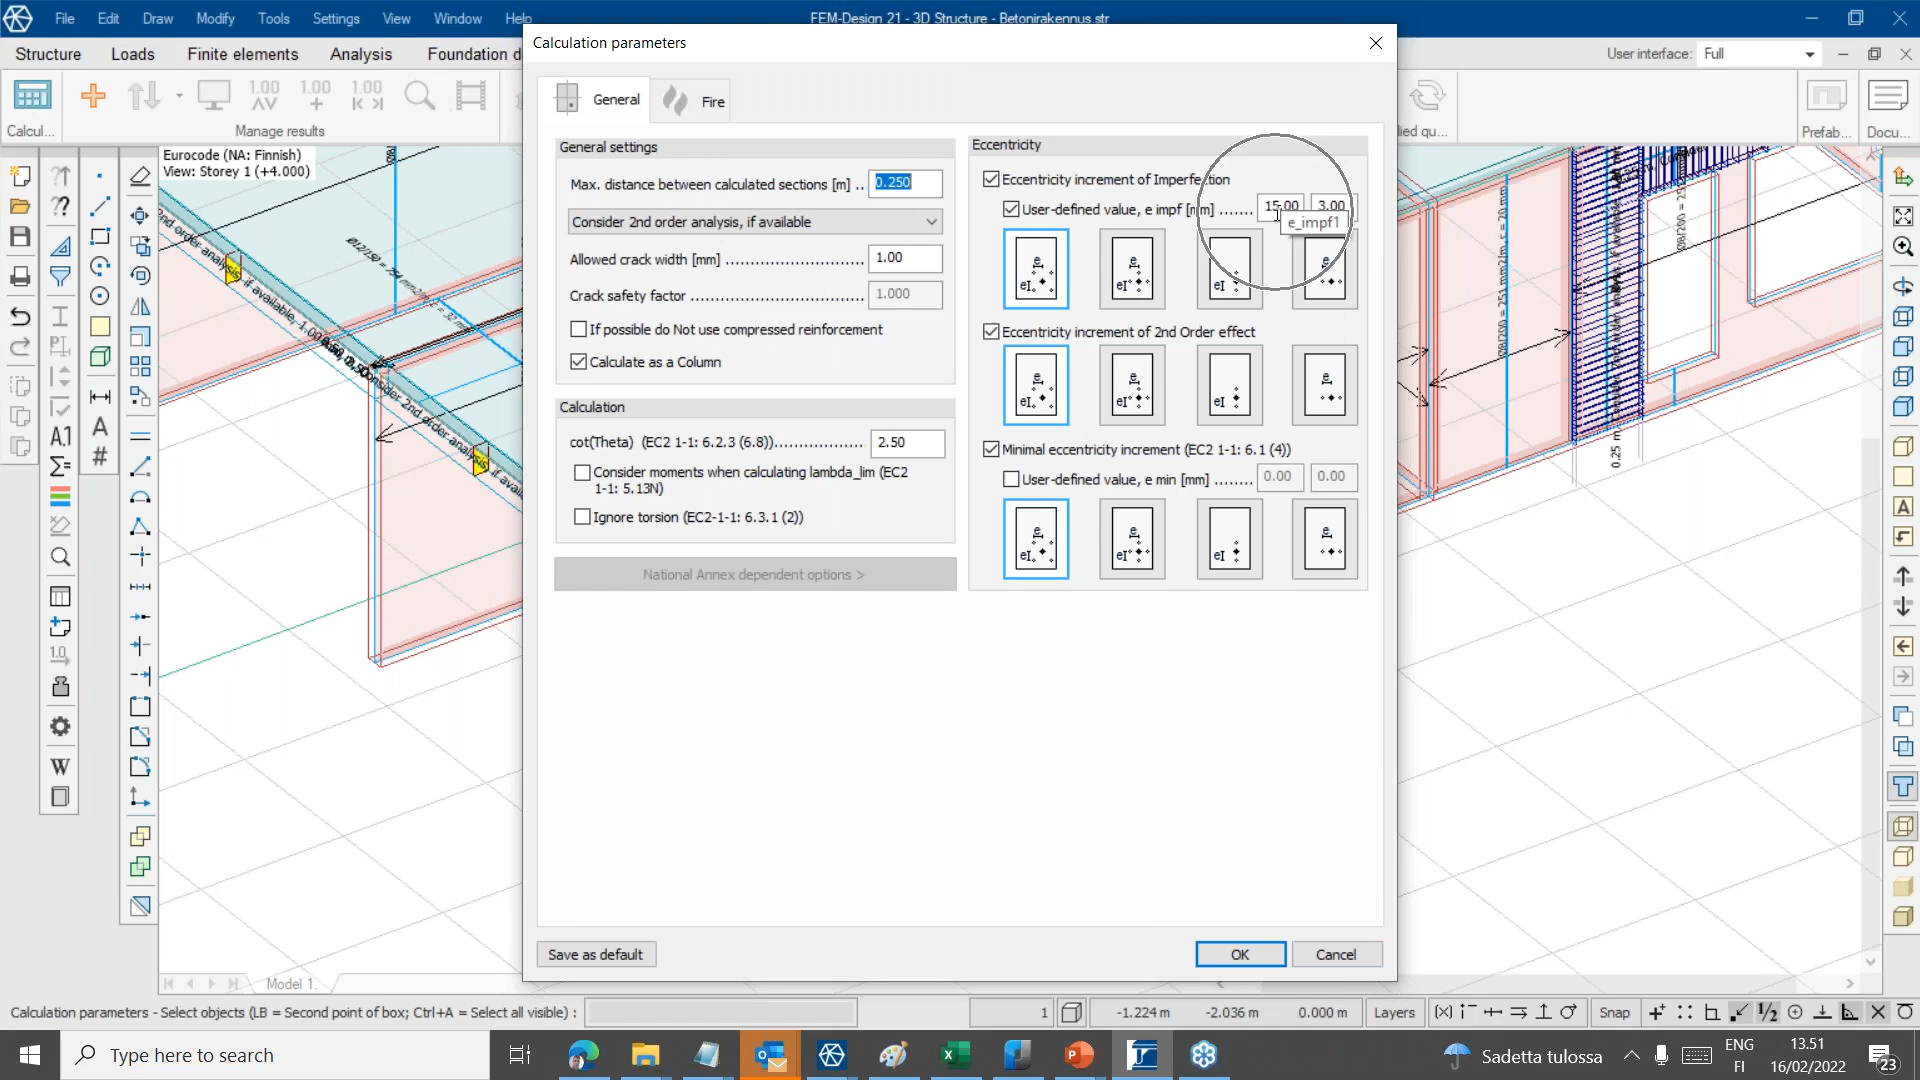 File Edit Draw Modify Tools Settings View Window Help
FEM-Design 21 - 3D Structure - Betonirakennus.str
Structure Loads Finite elements Analysis Foundation d
User interface: Full
Calcul...
Manage results
ied qu...
Prefab...
Docu...
1.00
1.00
1.00
Eurocode (NA: Finnish)
View: Storey 1 (+4.000)
Calculation parameters
General
Fire
General settings
Max. distance between calculated sections [m] .. 0.250
Consider 2nd order analysis, if available
Allowed crack width [mm] ........................ 1.00
Crack safety factor ............................... 1.000
If possible do Not use compressed reinforcement
Calculate as a Column
Calculation
cot(Theta) (EC2 1-1: 6.2.3 (6.8)).................. 2.50
Consider moments when calculating lambda_lim (EC2
1-1: 5.13N)
Ignore torsion (EC2-1-1: 6.3.1 (2))
National Annex dependent options >
Eccentricity
Eccentricity increment of Imperfection
User-defined value, e impf [mm] ....... 15.00 3.00
e_impf1
Eccentricity increment of 2nd Order effect
Minimal eccentricity increment (EC2 1-1: 6.1 (4))
User-defined value, e min [mm] ........ 0.00 0.00
Save as default
OK
Cancel
Model 1.
Calculation parameters - Select objects (LB = Second point of box; Ctrl+A = Select all visible) :
1
-1.224 m -2.036 m 0.000 m
Layers
Snap
Type here to search
Sadetta tulossa
ENG
FI
13.51
16/02/2022
23